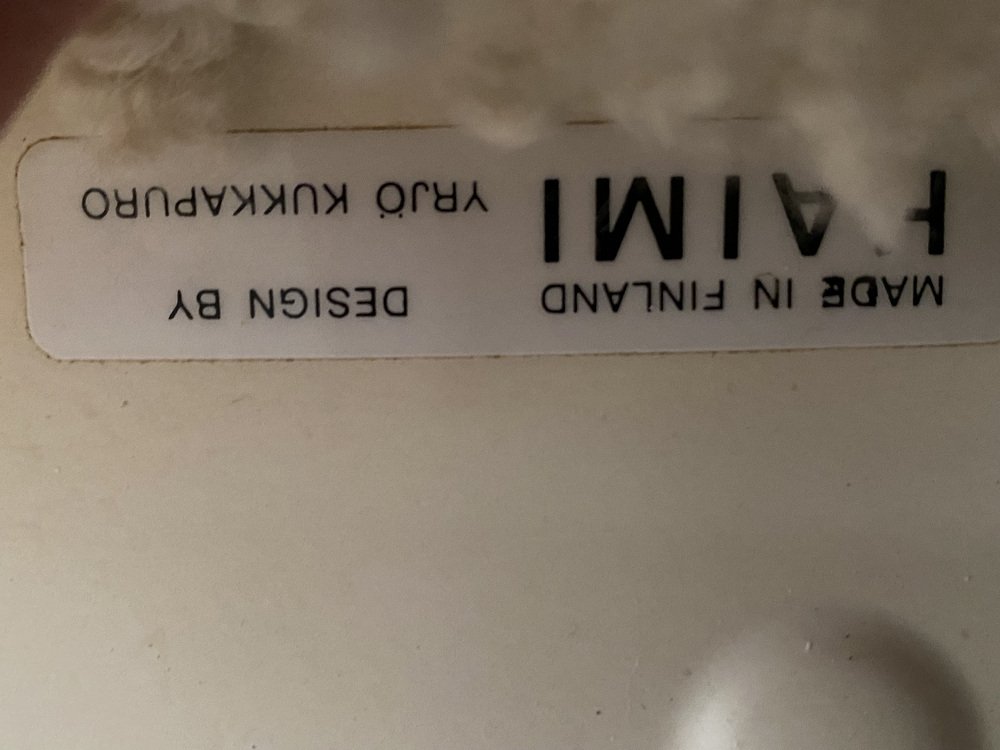 MADE IN FINLAND
HAIMI
DESIGN BY
YRJÖ KUKKAPURO